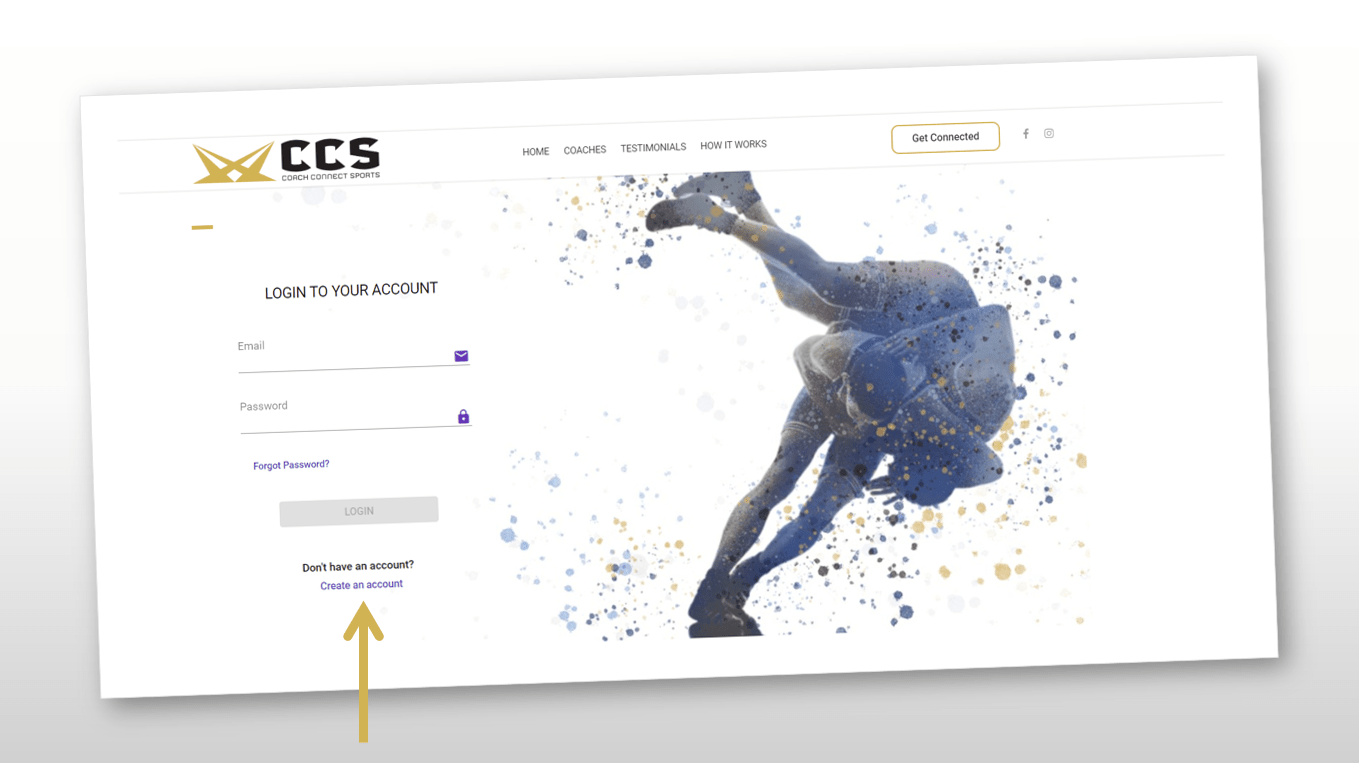 CCS
COACH CONNECT SPORTS
HOME COACHES TESTIMONIALS HOW IT WORKS
Get Connected
LOGIN TO YOUR ACCOUNT
Email
Password
Forgot Password?
LOGIN
Don't have an account?
Create an account